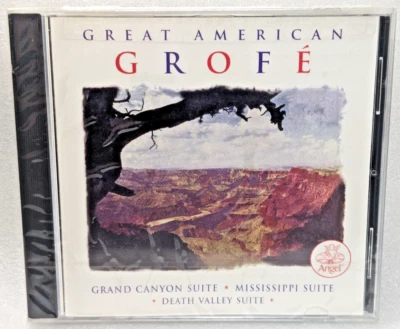 GREAT AMERICAN
GROFÉ
GRAND CANYON SUITE • MISSISSIPPI SUITE
• DEATH VALLEY SUITE •
Angel